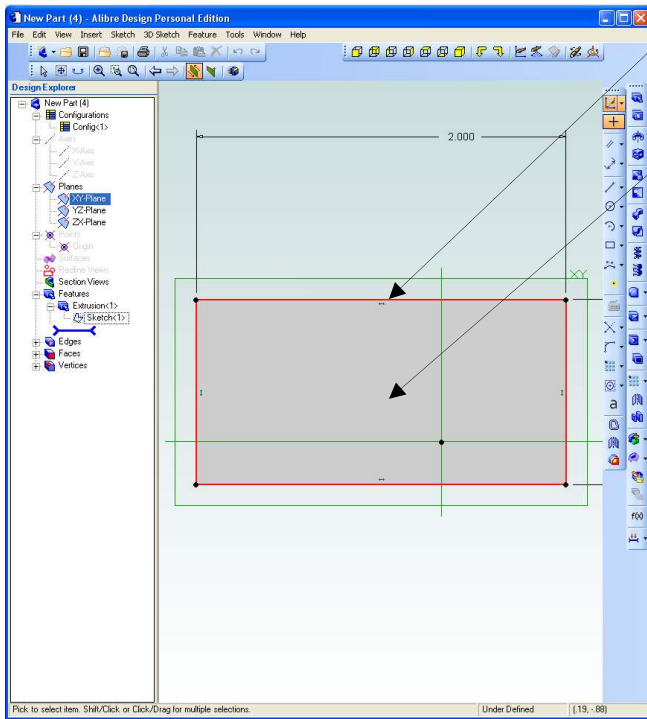 New Part (4) - Alibre Design Personal Edition
File Edit View Insert Sketch 3D Sketch Feature Tools Window Help
Design Explorer
New Part (4)
Configurations
Config<1>
Axes
X-Axis
Y-Axis
Z-Axis
Planes
XY-Plane
YZ-Plane
ZX-Plane
Points
Origin
Surfaces
Redline Views
Section Views
Features
Extrusion<1>
Sketch<1>
Edges
Faces
Vertices
2.000
XY
a
f(x)
Pick to select item. Shift/Click or Click/Drag for multiple selections.
Under Defined
(.19, -.88)